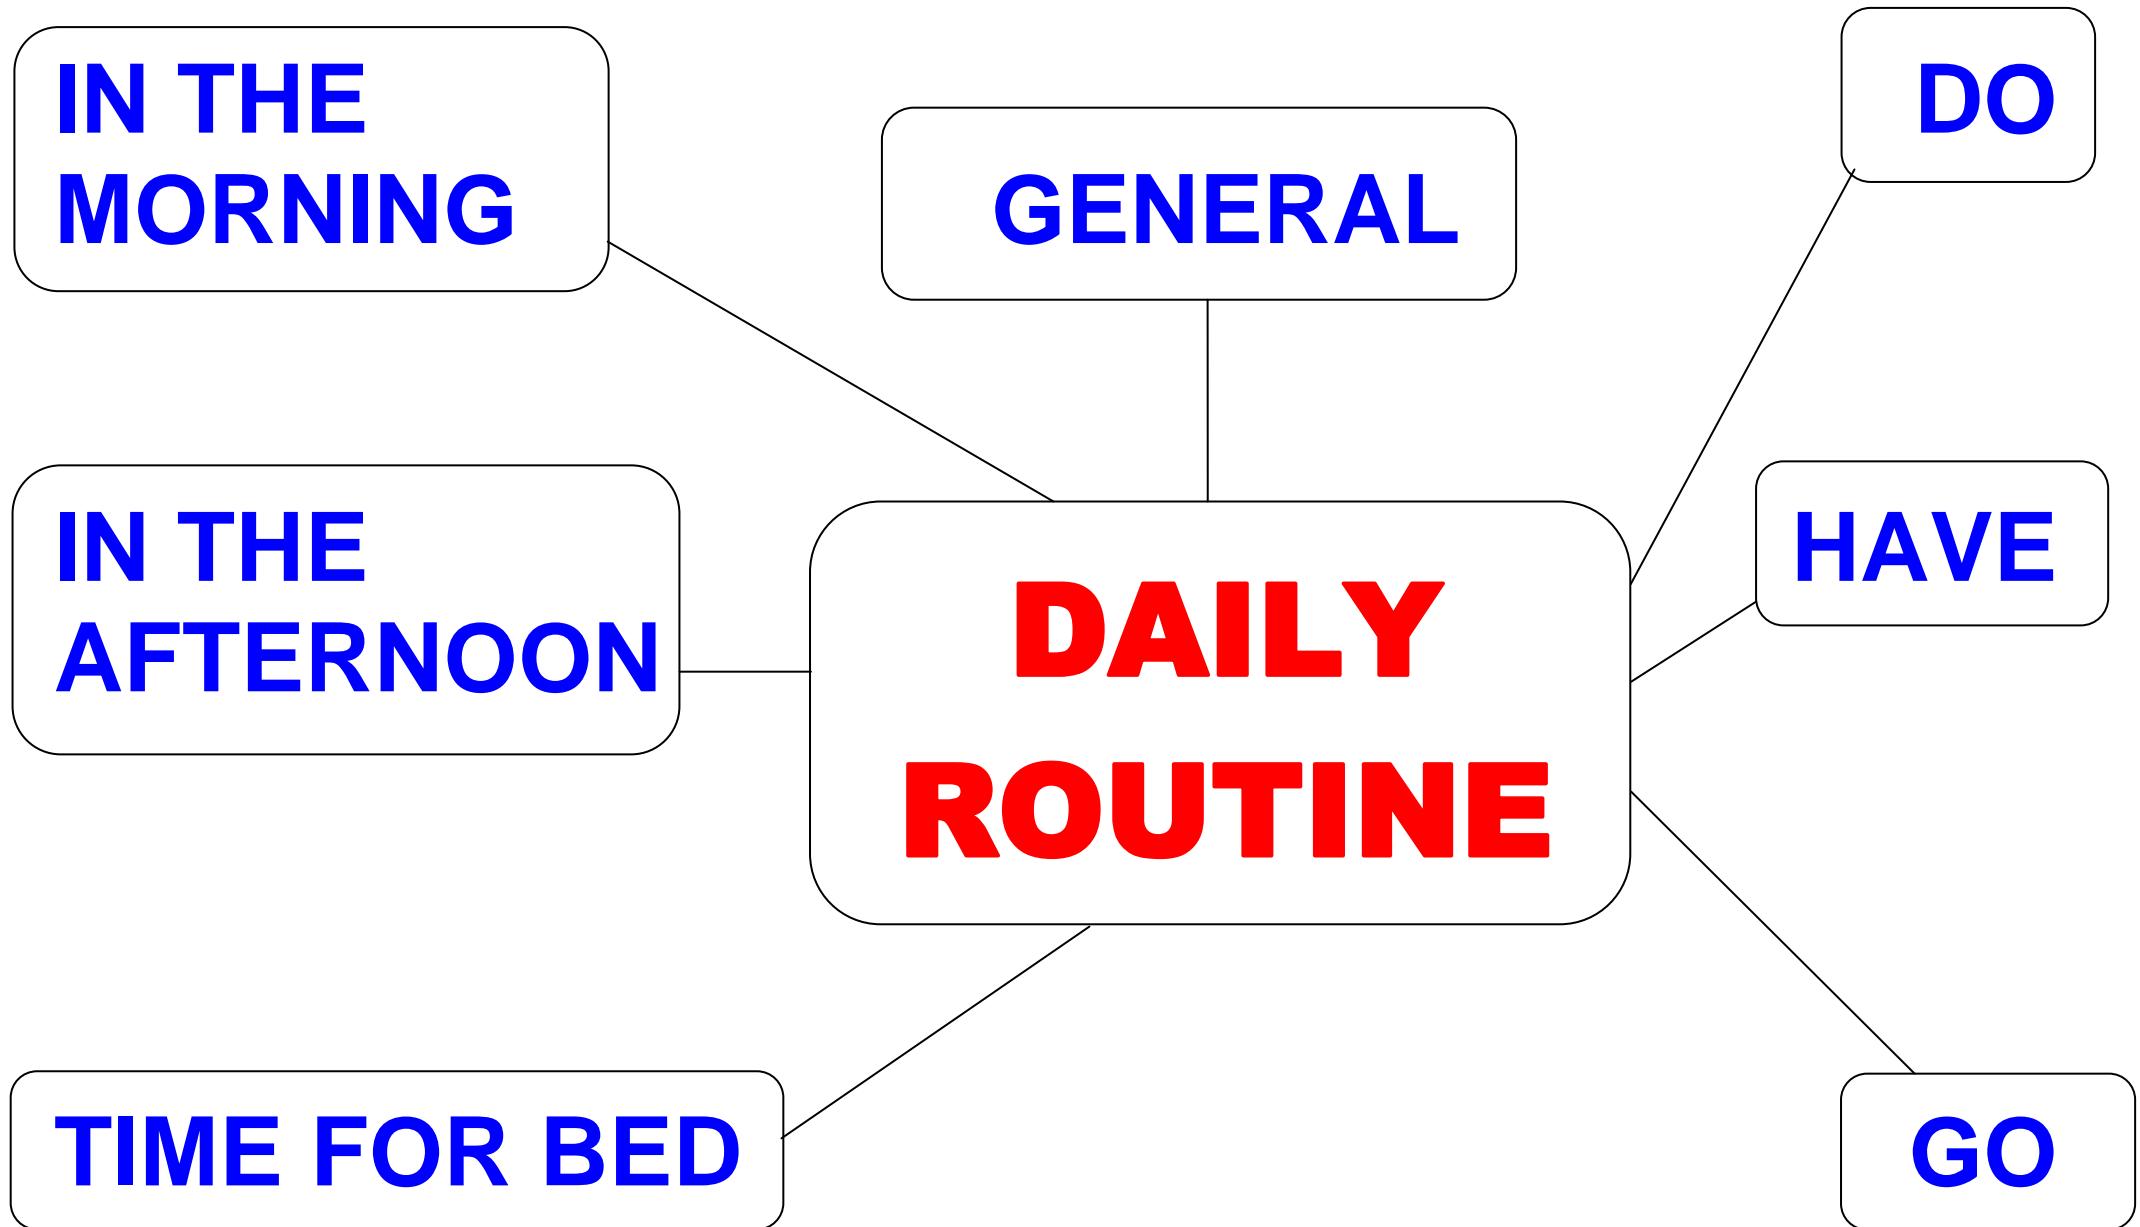 IN THE
MORNING
GENERAL
DO
IN THE
AFTERNOON
DAILY
ROUTINE
HAVE
TIME FOR BED
GO